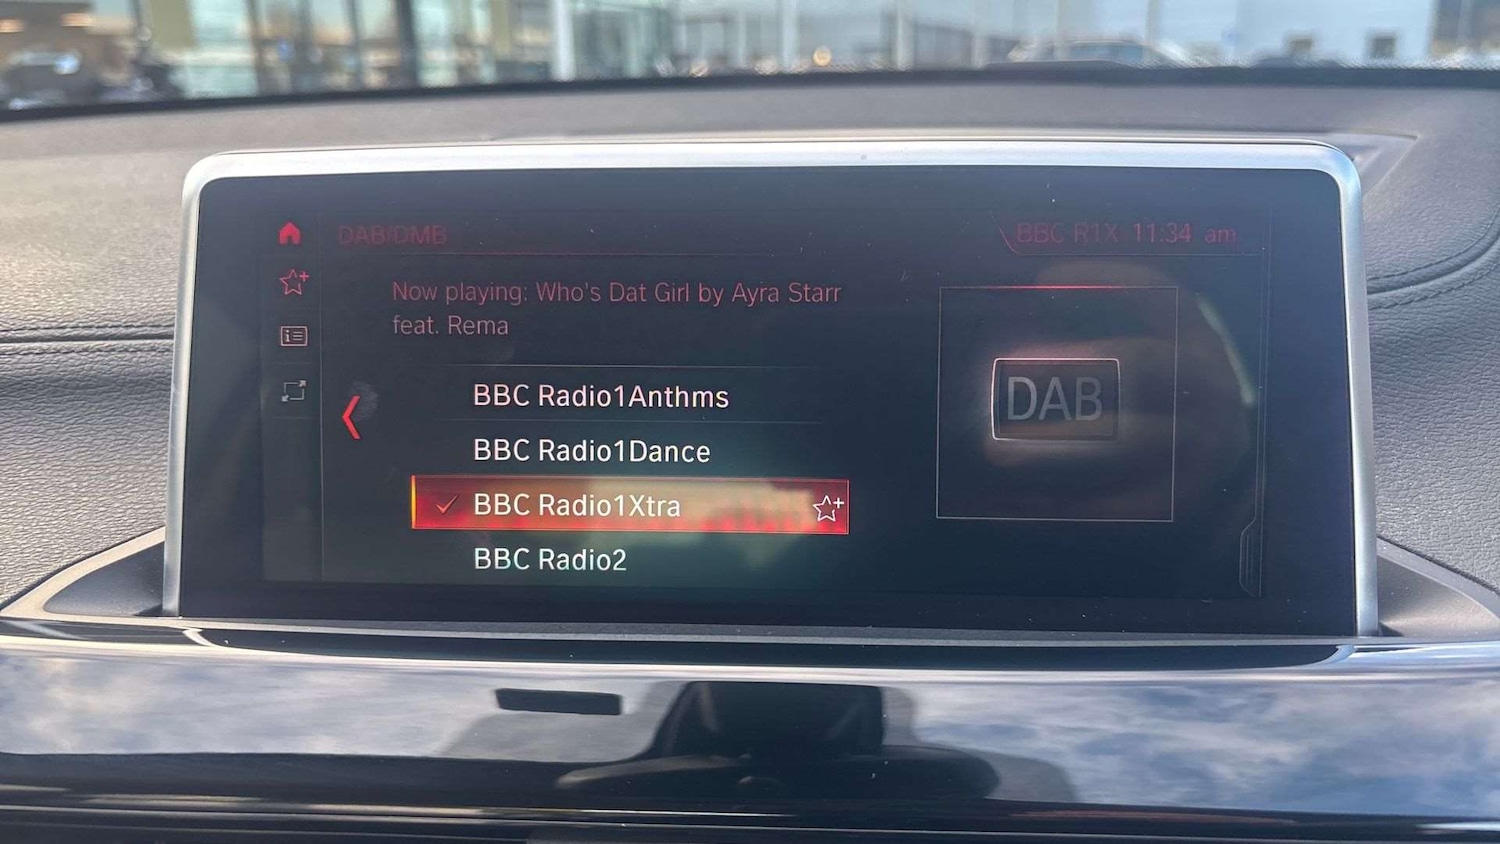 DAB/DMB
BBC R1X 11:34 am
Now playing: Who's Dat Girl by Ayra Starr
feat. Rema
BBC Radio1Anthms
BBC Radio1Dance
BBC Radio1Xtra
BBC Radio2
DAB